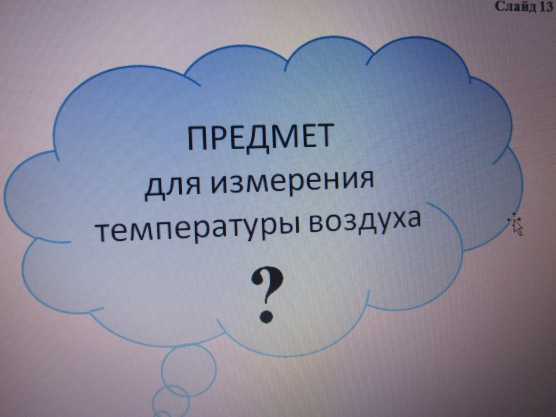 Слайд 13
ПРЕДМЕТ
для измерения
температуры воздуха
?